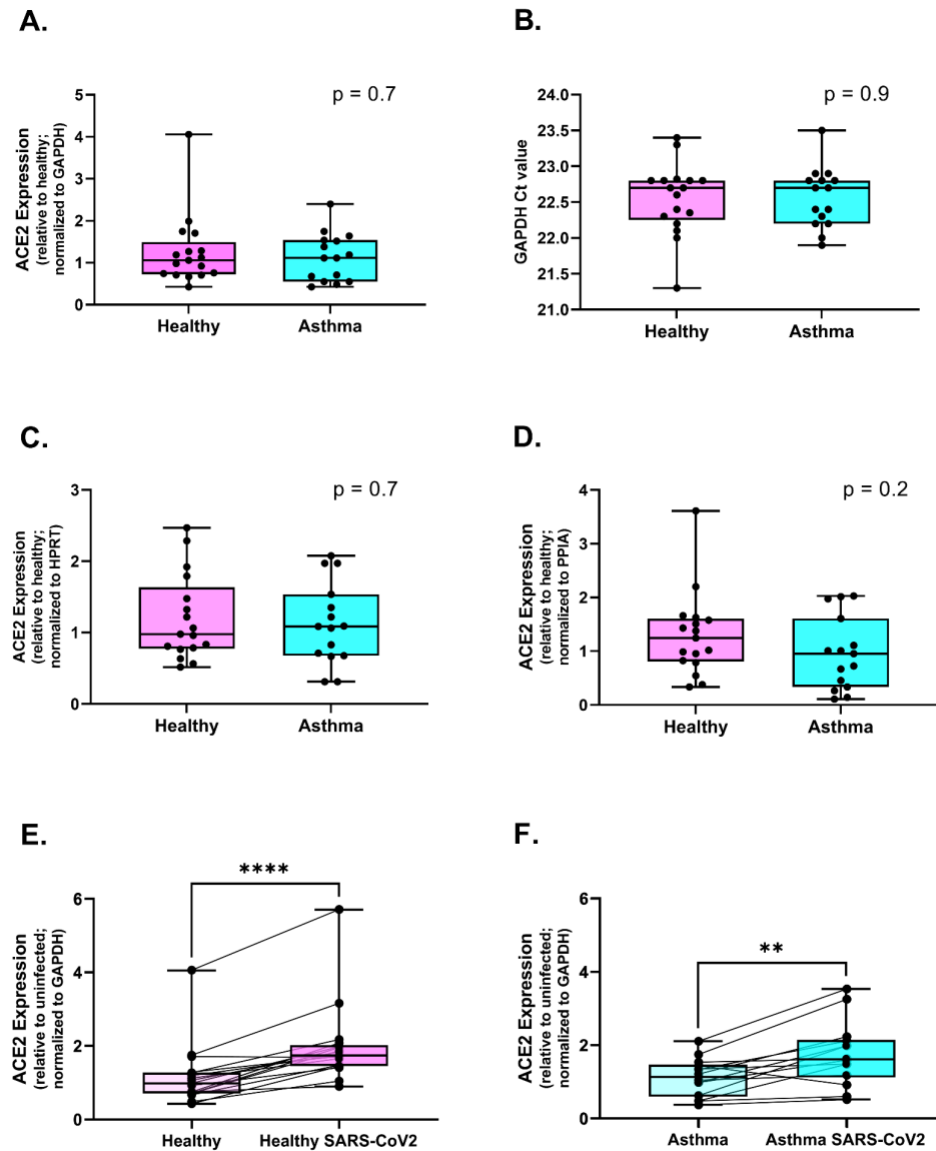 A.
p = 0.7
ACE2 Expression
(relative to healthy;
normalized to GAPDH)
5
4
3
2
1
0
Healthy
Asthma
B.
p = 0.9
GAPDH Ct value
24.0
23.5
23.0
22.5
22.0
21.5
21.0
Healthy
Asthma
C.
p = 0.7
ACE2 Expression
(relative to healthy;
normalized to HPRT)
3
2
1
0
Healthy
Asthma
D.
p = 0.2
ACE2 Expression
(relative to healthy;
normalized to PPIA)
4
3
2
1
0
Healthy
Asthma
E.
****
ACE2 Expression
(relative to uninfected;
normalized to GAPDH)
6
4
2
0
Healthy
Healthy SARS-CoV2
F.
**
ACE2 Expression
(relative to uninfected;
normalized to GAPDH)
6
4
2
0
Asthma
Asthma SARS-CoV2